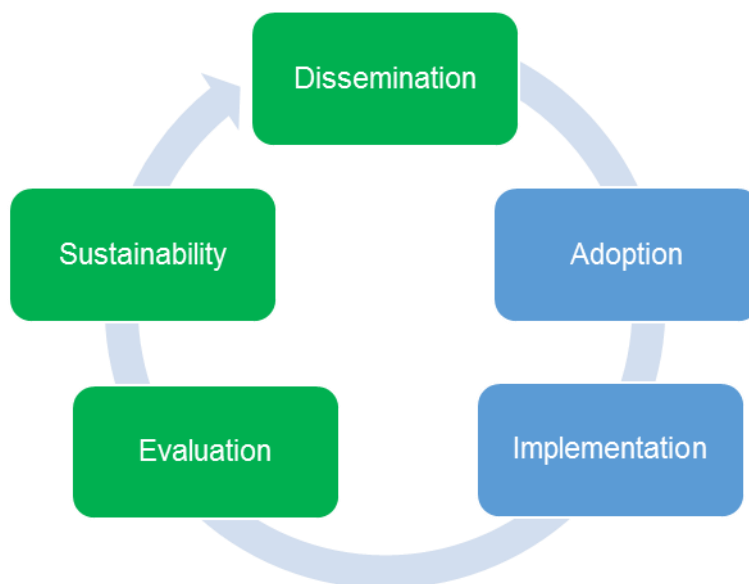 Dissemination
Adoption
Implementation
Evaluation
Sustainability